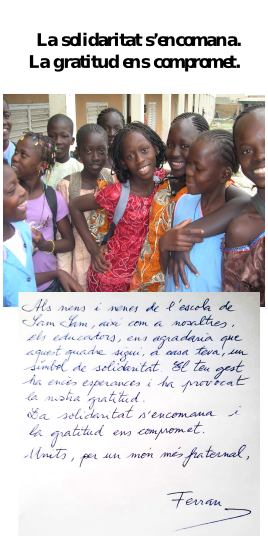 La solidaritat s'encomana.
La gratitud ens compromet.
Als nens i nenes de l'escola de
Sam Sam, així com a nosaltres,
els educadors, ens agradaria que
aquest quadre sigui, a casa teva, un
símbol de solidaritat. El teu gest
ha encès esperances i ha provocat
la nostra gratitud.
La solidaritat s'encomana i
la gratitud ens compromet.
Units, per un món més fraternal,
Ferran